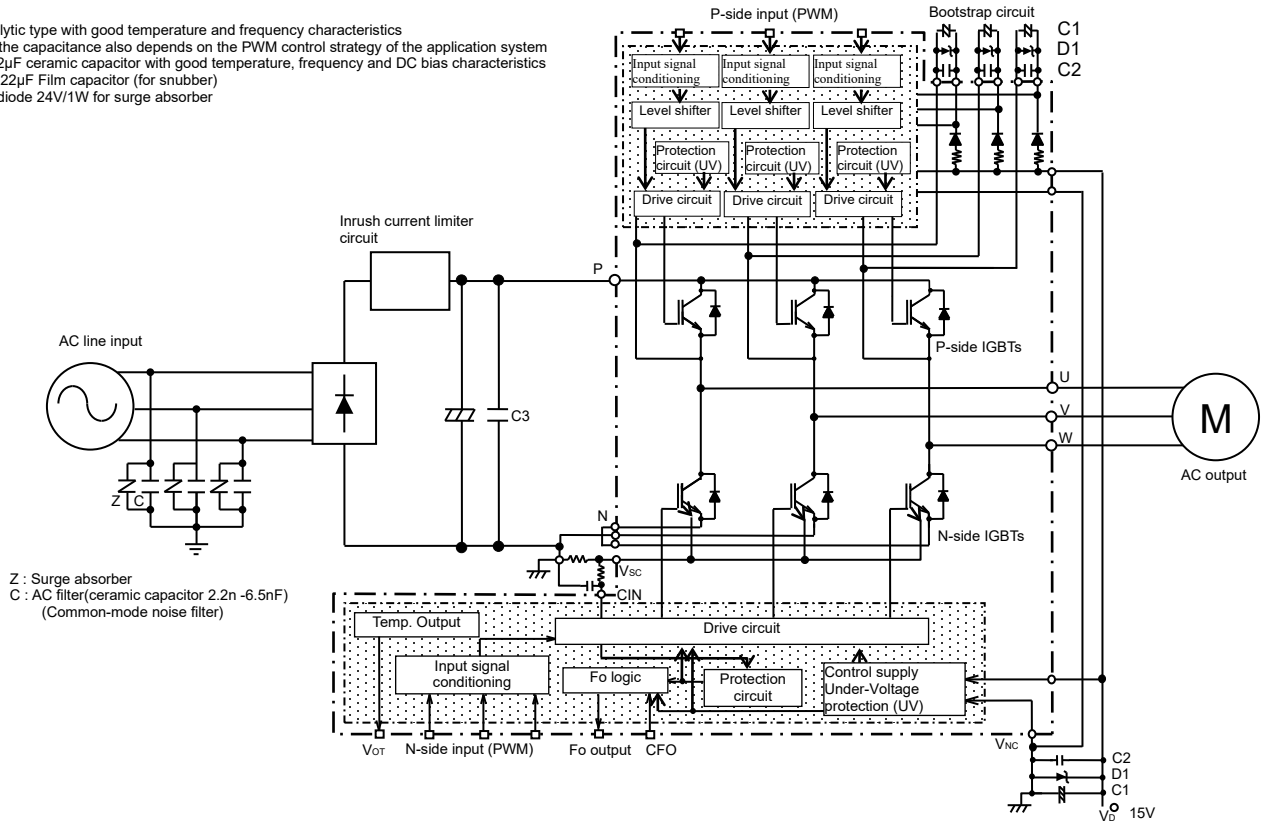 lytic type with good temperature and frequency characteristics
the capacitance also depends on the PWM control strategy of the application system
2μF ceramic capacitor with good temperature, frequency and DC bias characteristics
22μF Film capacitor (for snubber)
diode 24V/1W for surge absorber
P-side input (PWM)
Bootstrap circuit
C1
D1
C2
Input signal conditioning
Input signal conditioning
Input signal conditioning
Level shifter
Level shifter
Level shifter
Protection circuit (UV)
Protection circuit (UV)
Protection circuit (UV)
Drive circuit
Drive circuit
Drive circuit
Inrush current limiter
circuit
P
AC line input
P-side IGBTs
C3
U
V
W
M
AC output
Z
C
N
N-side IGBTs
VSC
CIN
Z : Surge absorber
C : AC filter(ceramic capacitor 2.2n -6.5nF)
(Common-mode noise filter)
Temp. Output
Drive circuit
Input signal
conditioning
Fo logic
Protection
circuit
Control supply
Under-Voltage
protection (UV)
VOT
N-side input (PWM)
Fo output
CFO
VNC
C2
D1
C1
VD
15V